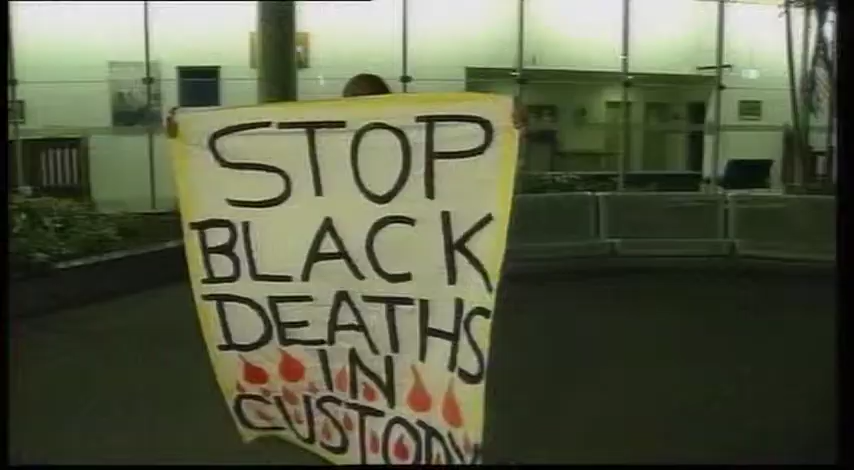 STOP
BLACK
DEATHS
IN
CUSTODY